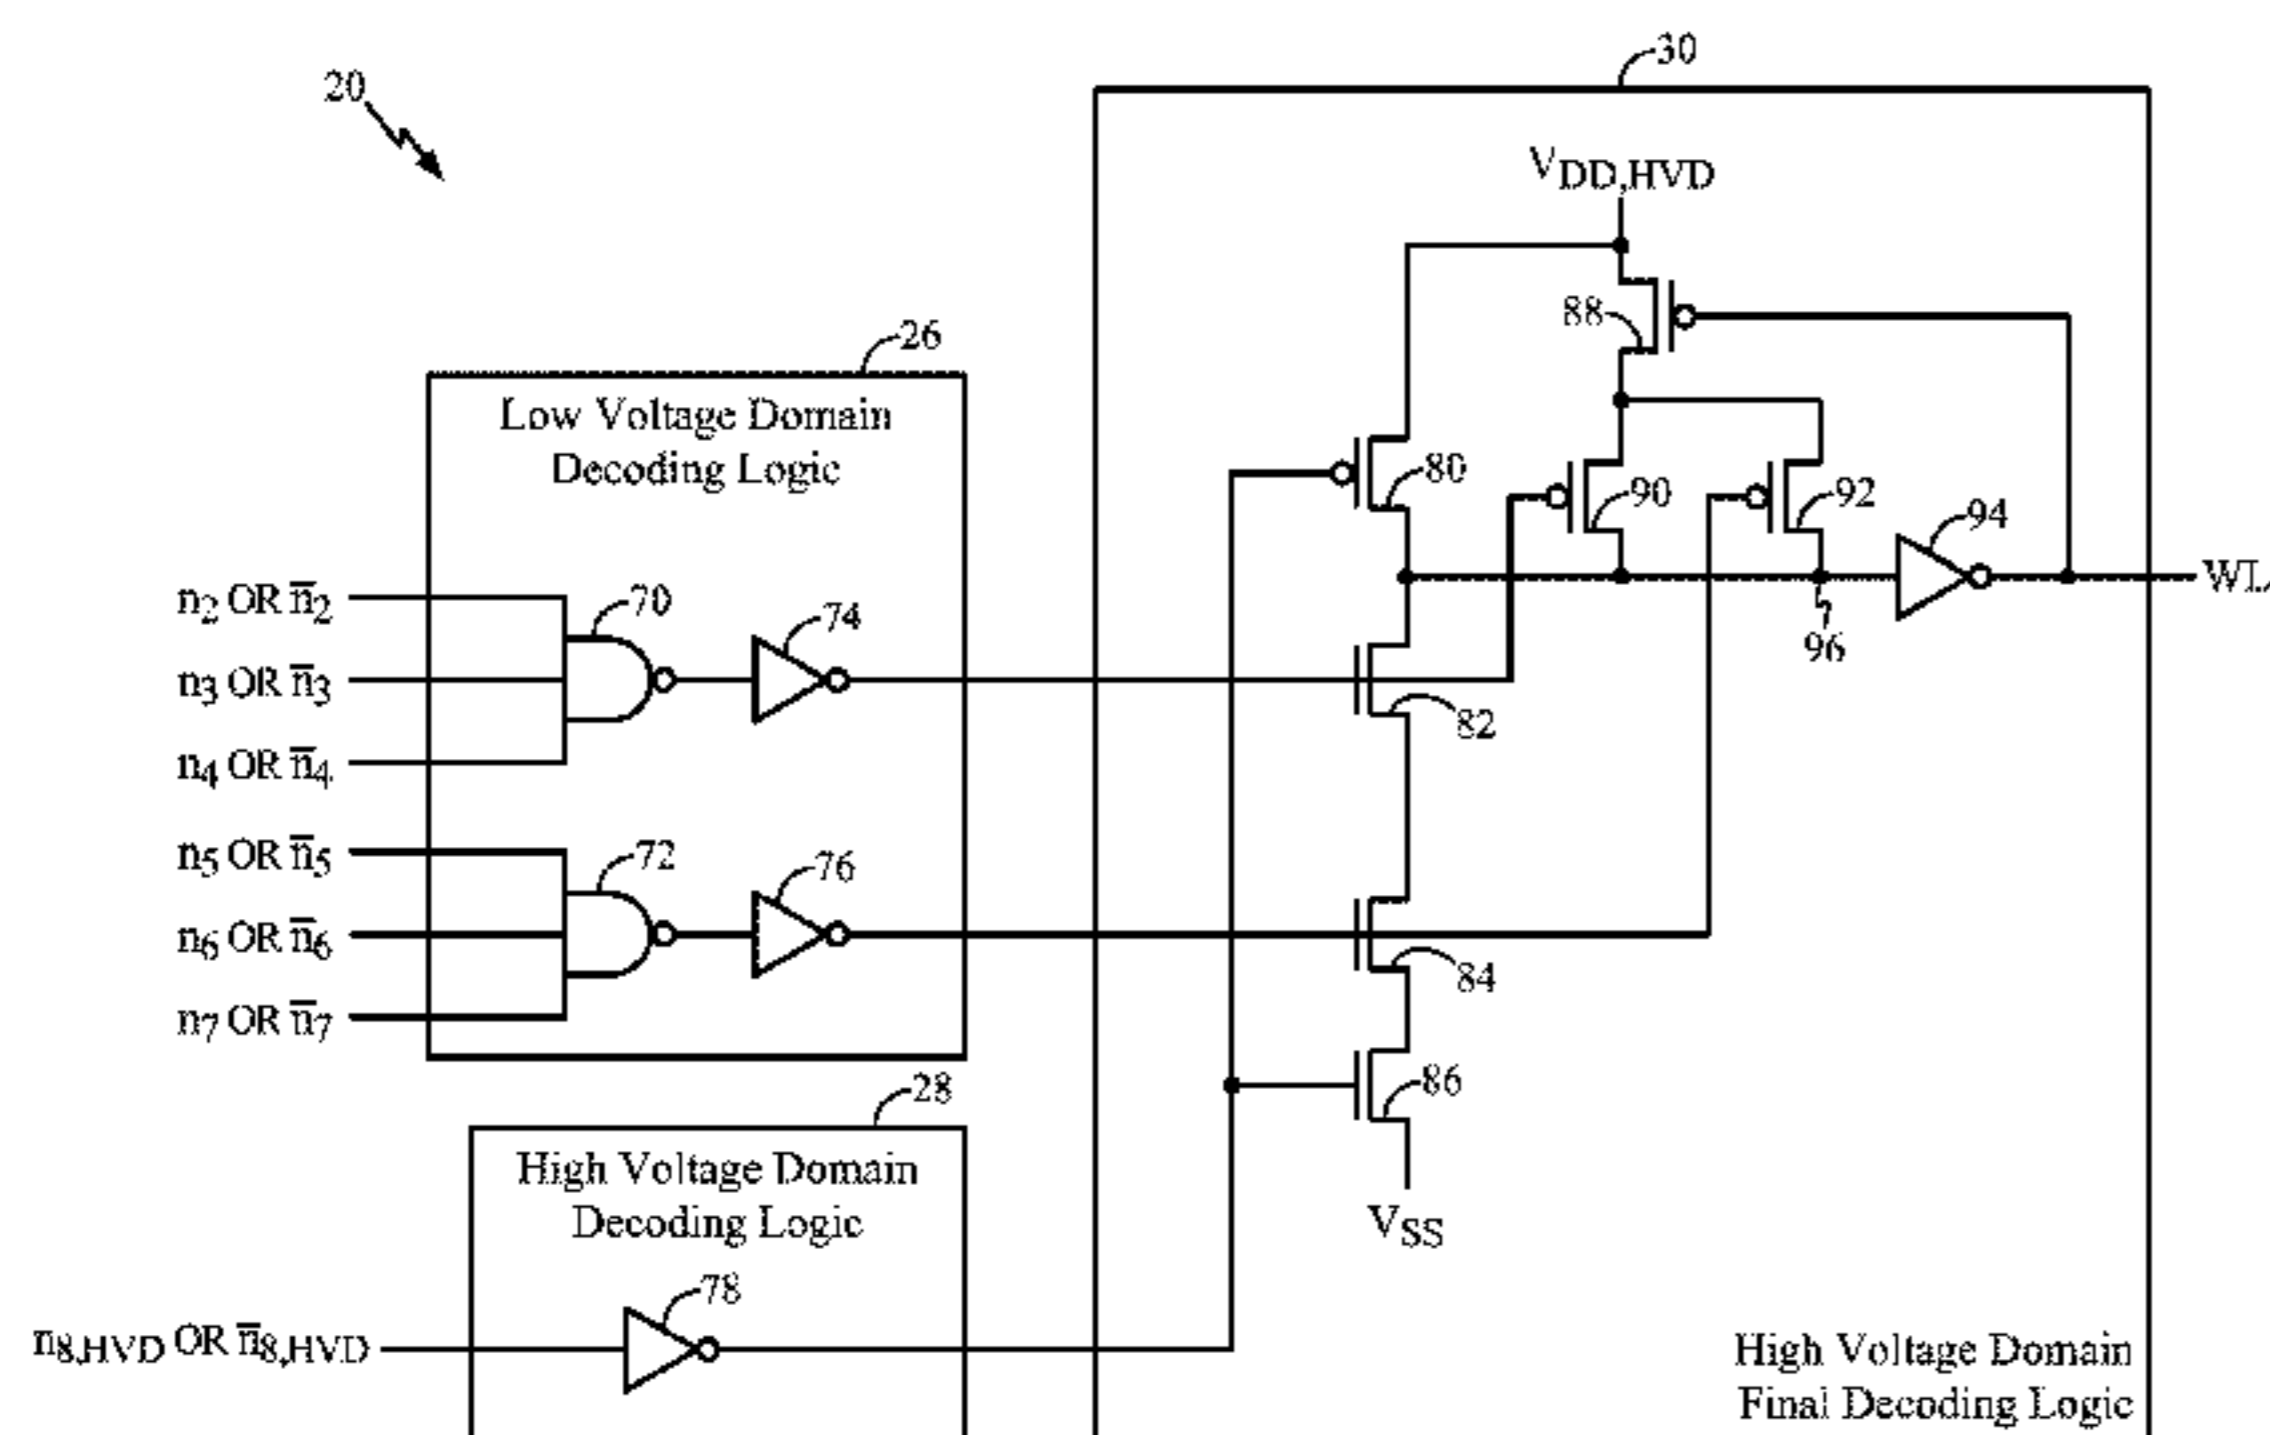 20
30
V_DD,HVD
88
26
Low Voltage Domain
Decoding Logic
80
90
92
94
n2 OR n̅2
70
74
WL
96
n3 OR n̅3
82
n4 OR n̅4
n5 OR n̅5
72
76
n6 OR n̅6
84
n7 OR n̅7
86
28
High Voltage Domain
Decoding Logic
V_SS
78
n8,HVD OR n̅8,HVD
High Voltage Domain
Final Decoding Logic